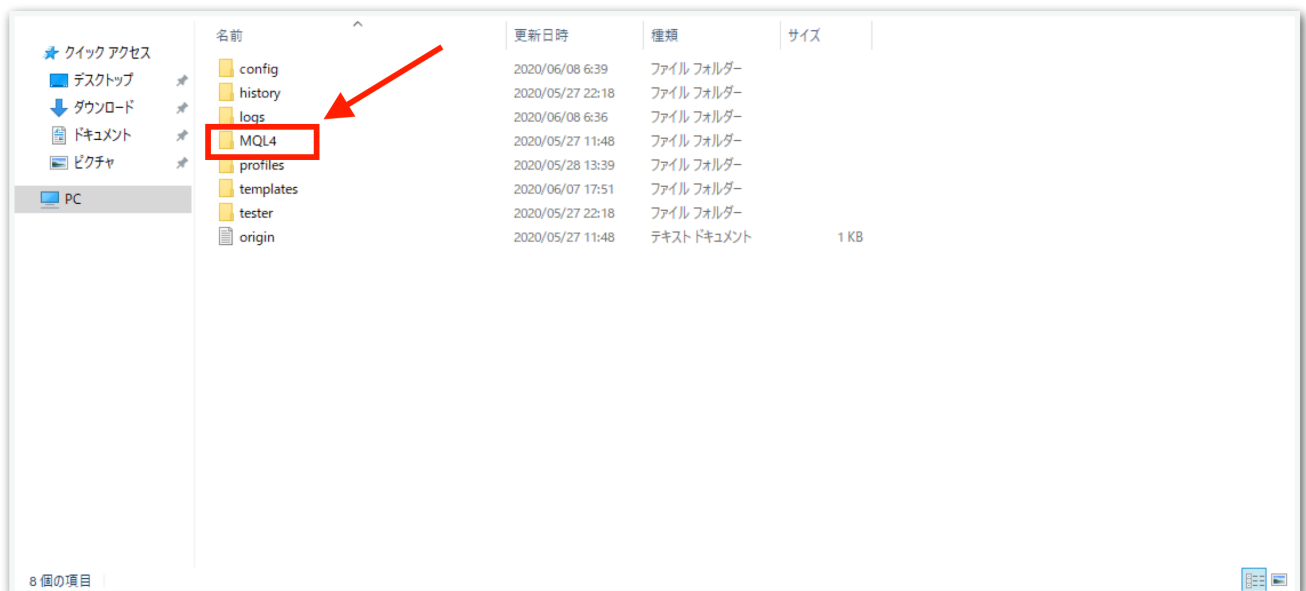 名前 更新日時 種類 サイズ
クイック アクセス
デスクトップ
ダウンロード
ドキュメント
ピクチャ
PC
config 2020/06/08 6:39 ファイル フォルダー
history 2020/05/27 22:18 ファイル フォルダー
logs 2020/06/08 6:36 ファイル フォルダー
MQL4 2020/05/27 11:48 ファイル フォルダー
profiles 2020/05/28 13:39 ファイル フォルダー
templates 2020/06/07 17:51 ファイル フォルダー
tester 2020/05/27 22:18 ファイル フォルダー
origin 2020/05/27 11:48 テキスト ドキュメント 1 KB
8 個の項目